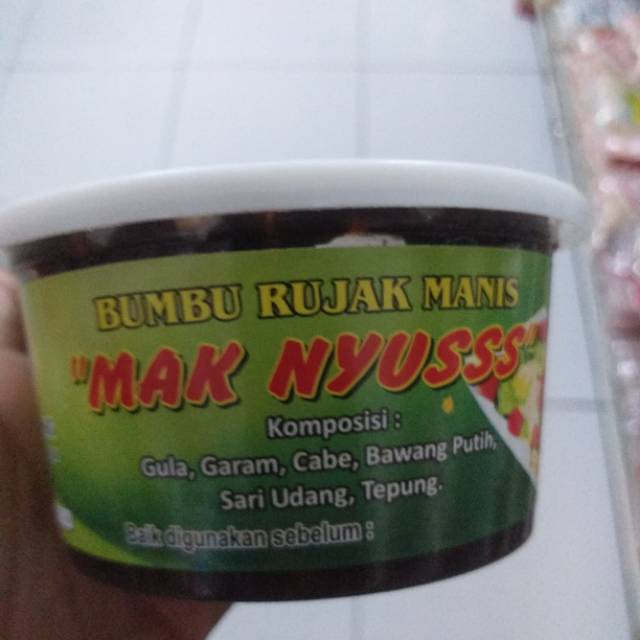 BUMBU RUJAK MANIS
"MAK NYUSSS"
Komposisi :
Gula, Garam, Cabe, Bawang Putih,
Sari Udang, Tepung.
Baik digunakan sebelum :